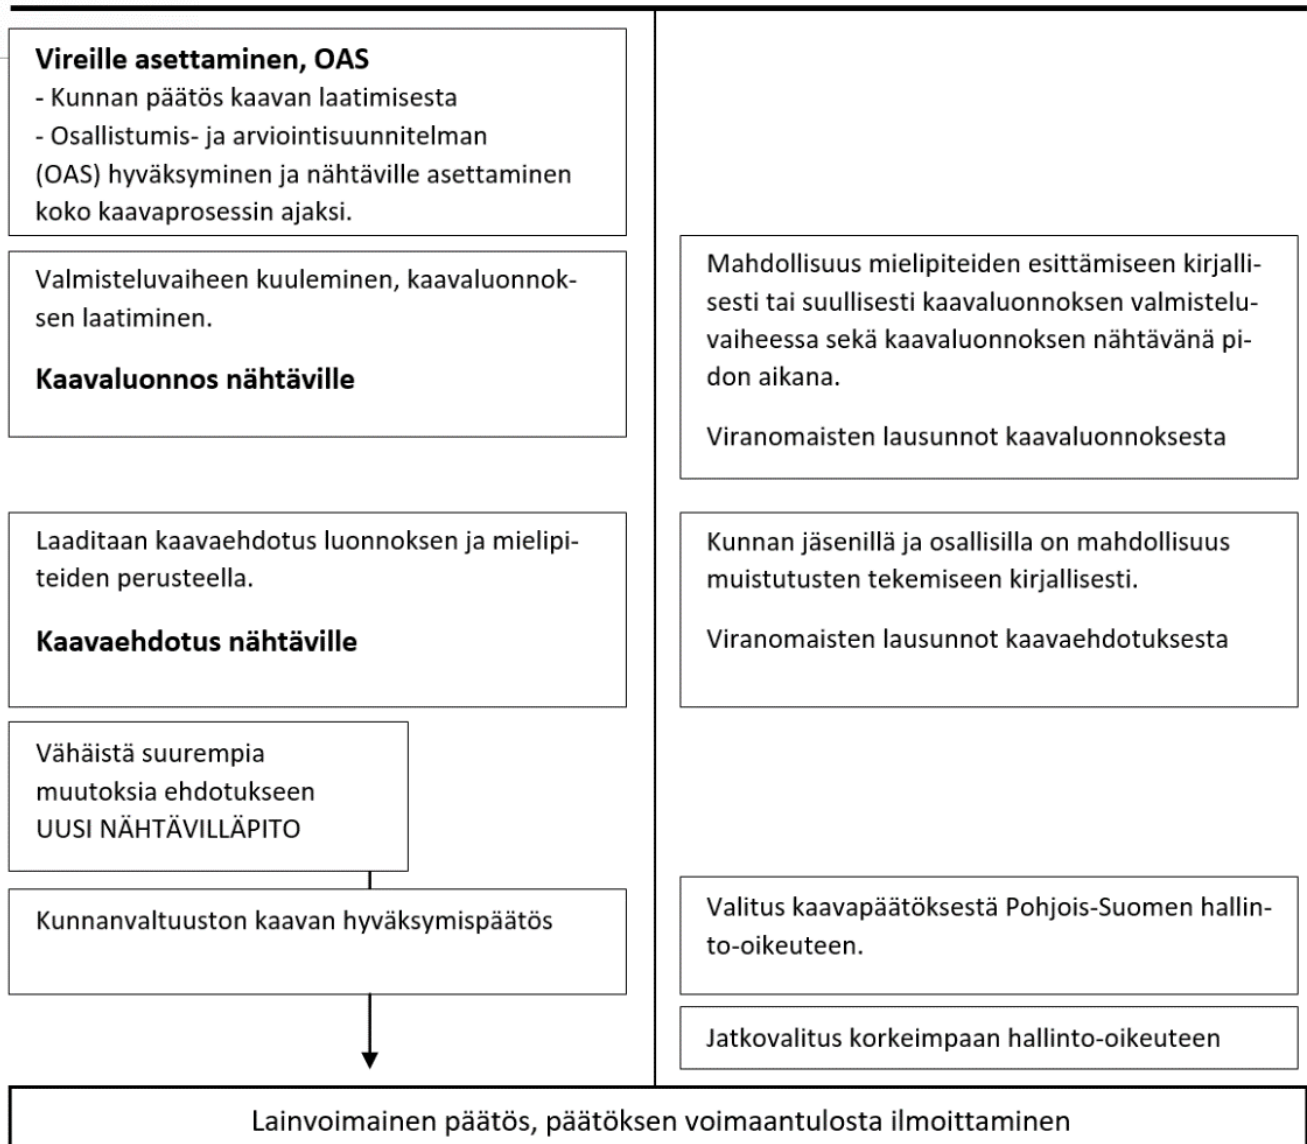 Vireille asettaminen, OAS
- Kunnan päätös kaavan laatimisesta
- Osallistumis- ja arviointisuunnitelman
(OAS) hyväksyminen ja nähtäville asettaminen
koko kaavaprosessin ajaksi.
Valmisteluvaiheen kuuleminen, kaavaluonnok-
sen laatiminen.
Kaavaluonnos nähtäville
Mahdollisuus mielipiteiden esittämiseen kirjalli-
sesti tai suullisesti kaavaluonnoksen valmistelu-
vaiheessa sekä kaavaluonnoksen nähtävänä pi-
don aikana.
Viranomaisten lausunnot kaavaluonnoksesta
Laaditaan kaavaehdotus luonnoksen ja mielipi-
teiden perusteella.
Kaavaehdotus nähtäville
Kunnan jäsenillä ja osallisilla on mahdollisuus
muistutusten tekemiseen kirjallisesti.
Viranomaisten lausunnot kaavaehdotuksesta
Vähäistä suurempia
muutoksia ehdotukseen
UUSI NÄHTÄVILLÄPITO
Kunnanvaltuuston kaavan hyväksymispäätös
Valitus kaavapäätöksestä Pohjois-Suomen hallin-
to-oikeuteen.
Jatkovalitus korkeimpaan hallinto-oikeuteen
Lainvoimainen päätös, päätöksen voimaantulosta ilmoittaminen